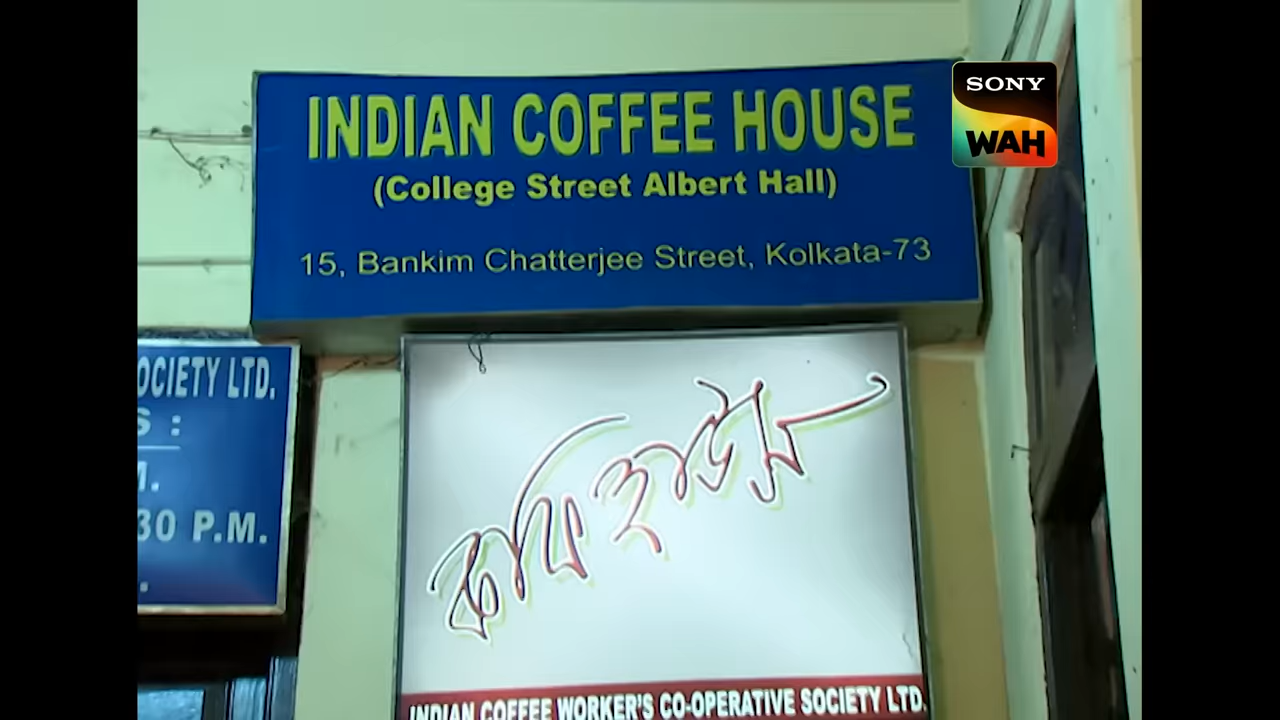 INDIAN COFFEE HOUSE
(College Street Albert Hall)
15, Bankim Chatterjee Street, Kolkata-73
SONY
WAH
OCIETY LTD.
S :
M.
30 P.M.
কফি হাউস
INDIAN COFFEE WORKER'S CO-OPERATIVE SOCIETY LTD.